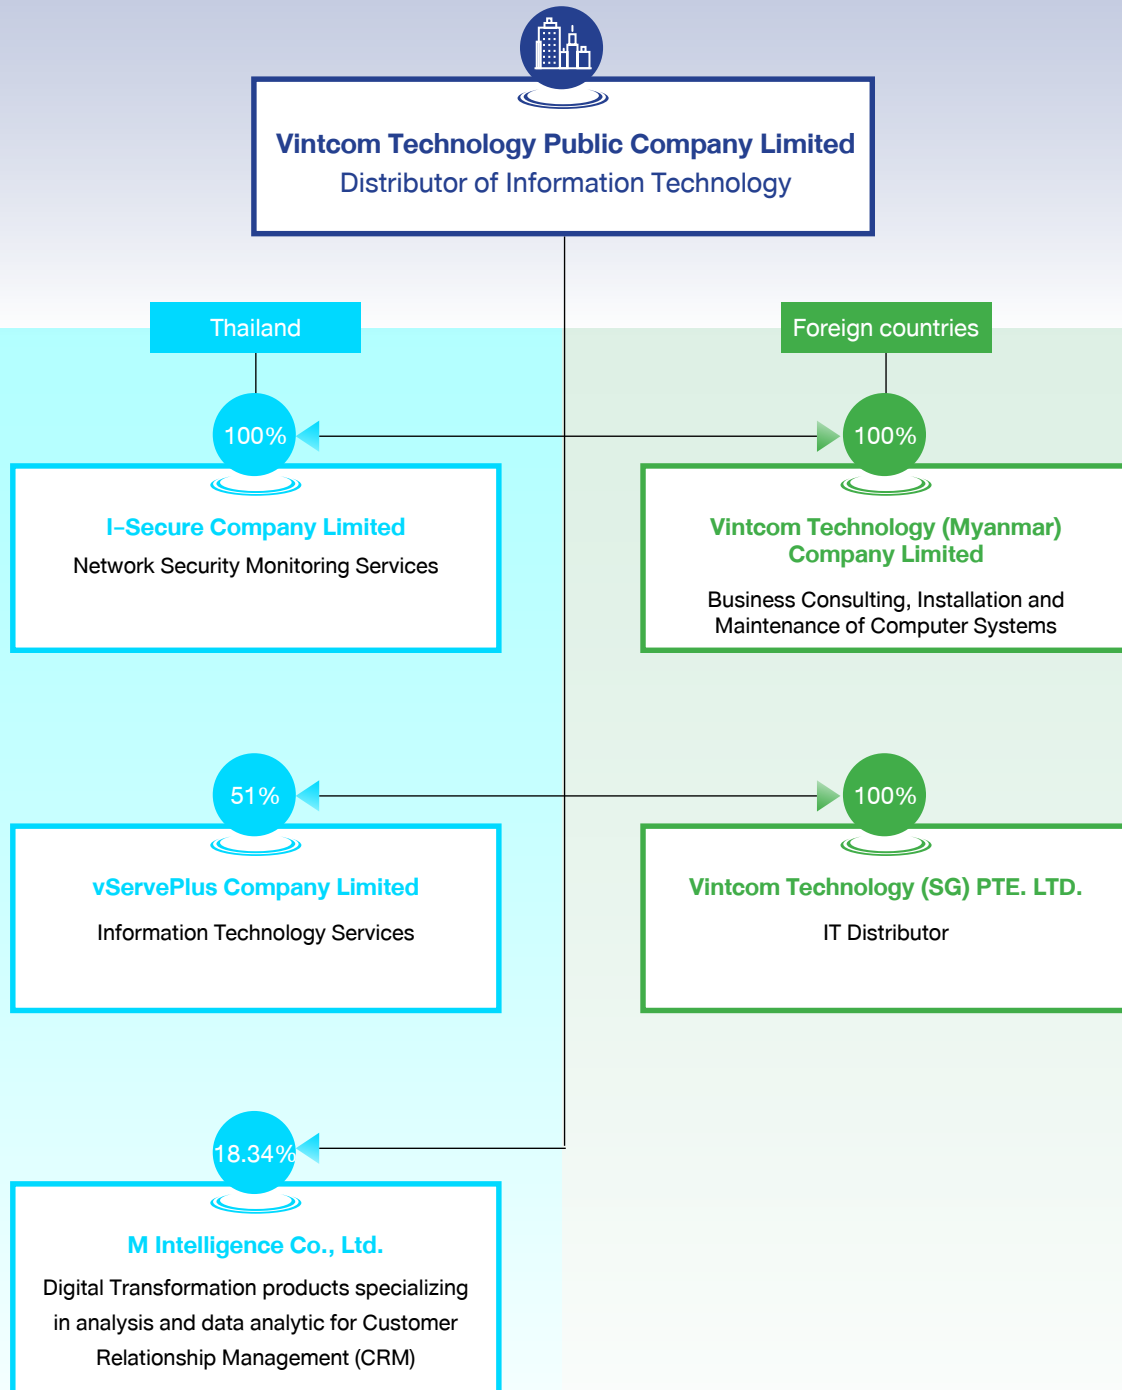 Vintcom Technology Public Company Limited
Distributor of Information Technology
Thailand
Foreign countries
100%
100%
I-Secure Company Limited
Network Security Monitoring Services
Vintcom Technology (Myanmar)
Company Limited
Business Consulting, Installation and
Maintenance of Computer Systems
51%
100%
vServePlus Company Limited
Information Technology Services
Vintcom Technology (SG) PTE. LTD.
IT Distributor
18.34%
M Intelligence Co., Ltd.
Digital Transformation products specializing
in analysis and data analytic for Customer
Relationship Management (CRM)